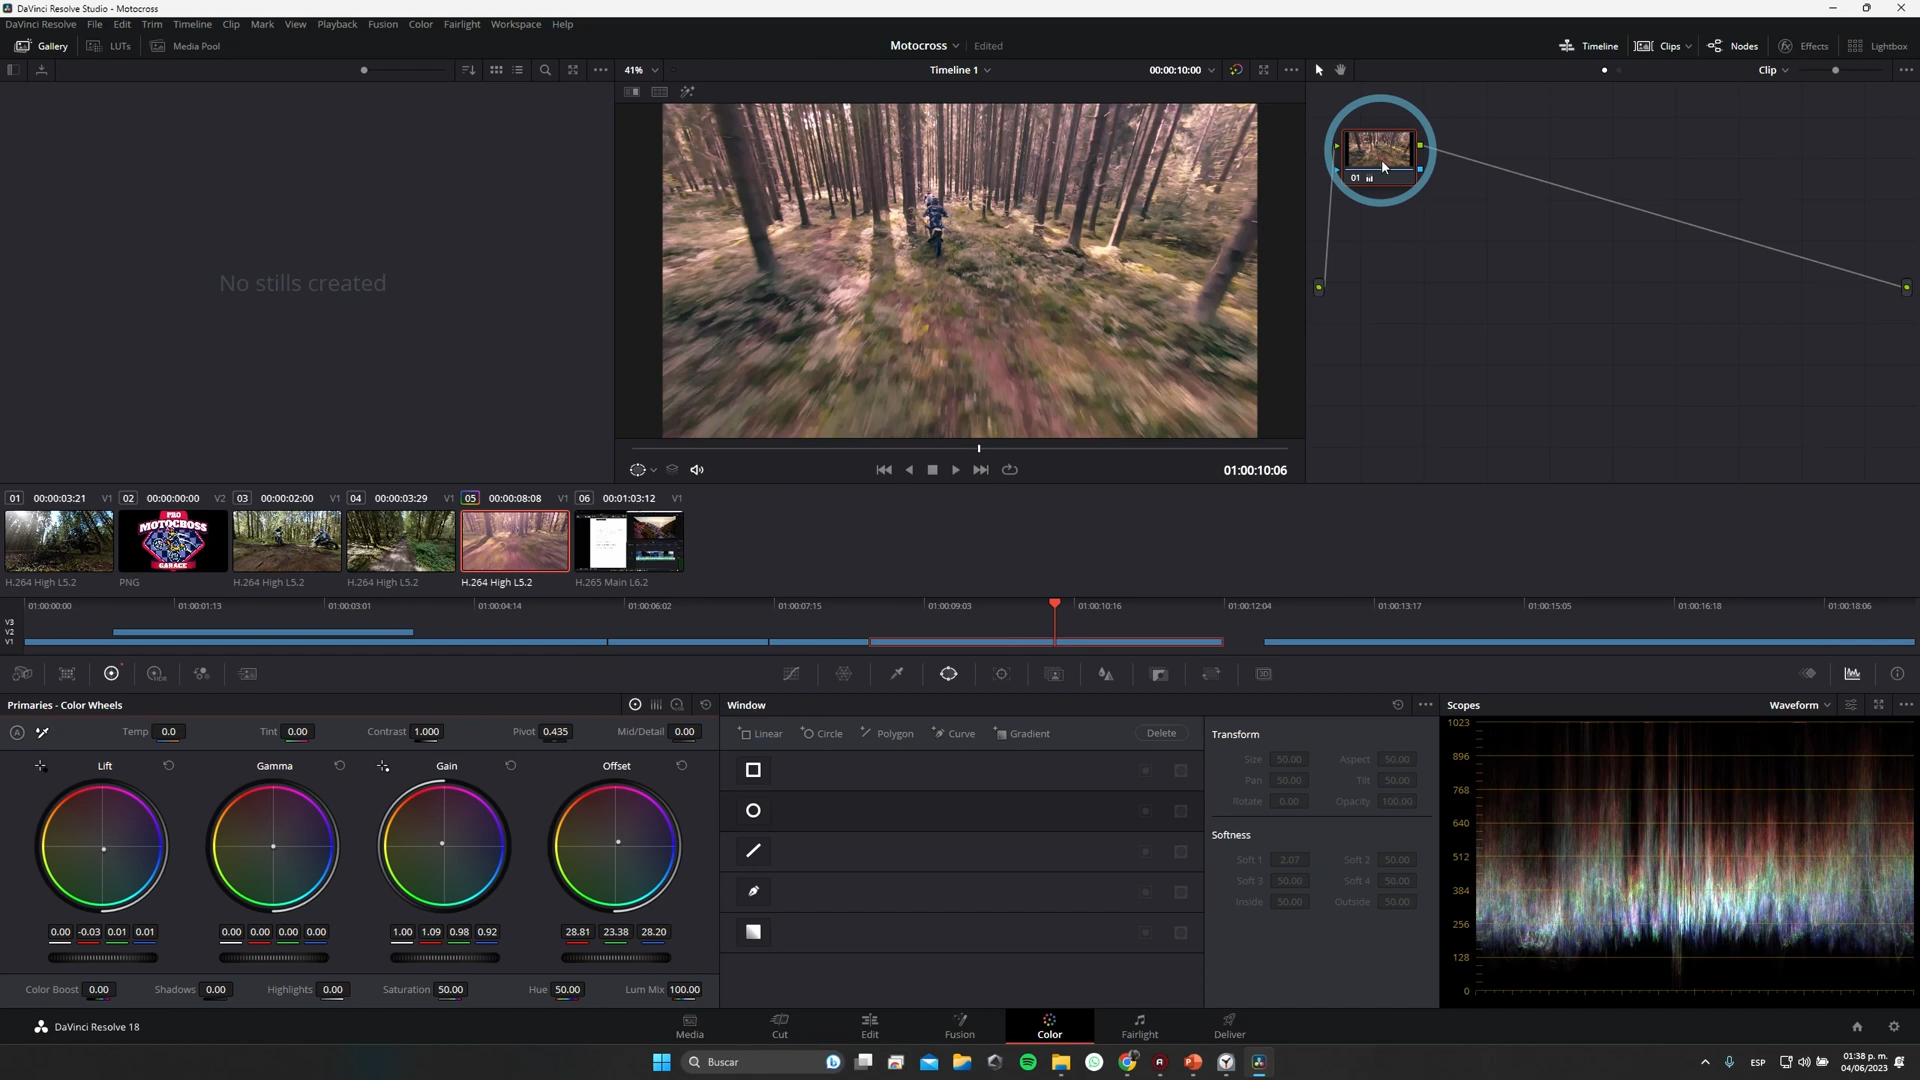 DaVinci Resolve Studio - Motocross
DaVinci Resolve File Edit Trim Timeline Clip Mark View Playback Fusion Color Fairlight Workspace Help
Gallery LUTs Media Pool
Motocross Edited
Timeline Clips Nodes Effects Lightbox
41% Timeline 1 00:00:10:00 Clip
01
No stills created
01:00:10:06
01 00:00:03:21 V1 02 00:00:00:00 V2 03 00:00:02:00 V1 04 00:00:03:29 V1 05 00:00:08:08 V1 06 00:01:03:12 V1
PRO
MOTOCROSS
GARAGE
H.264 High L5.2 PNG H.264 High L5.2 H.264 High L5.2 H.264 High L5.2 H.265 Main L6.2
01:00:00:00 01:00:01:13 01:00:03:01 01:00:04:14 01:00:06:02 01:00:07:15 01:00:09:03 01:00:10:16 01:00:12:04 01:00:13:17 01:00:15:05 01:00:16:18 01:00:18:06
V3
V2
V1
HDR
3D
Primaries - Color Wheels
Temp 0.0 Tint 0.00 Contrast 1.000 Pivot 0.435 Mid/Detail 0.00
Lift Gamma Gain Offset
0.00 -0.03 0.01 0.01 0.00 0.00 0.00 0.00 1.00 1.09 0.98 0.92 28.81 23.38 28.20
Color Boost 0.00 Shadows 0.00 Highlights 0.00 Saturation 50.00 Hue 50.00 Lum Mix 100.00
Window
Linear Circle Polygon Curve Gradient Delete
Transform
Size 50.00 Aspect 50.00
Pan 50.00 Tilt 50.00
Rotate 0.00 Opacity 100.00
Softness
Soft 1 2.07 Soft 2 50.00
Soft 3 50.00 Soft 4 50.00
Inside 50.00 Outside 50.00
Scopes Waveform
1023
896
768
640
512
384
256
128
0
DaVinci Resolve 18
Media Cut Edit Fusion Color Fairlight Deliver
Buscar
ESP
01:38 p. m.
04/06/2023